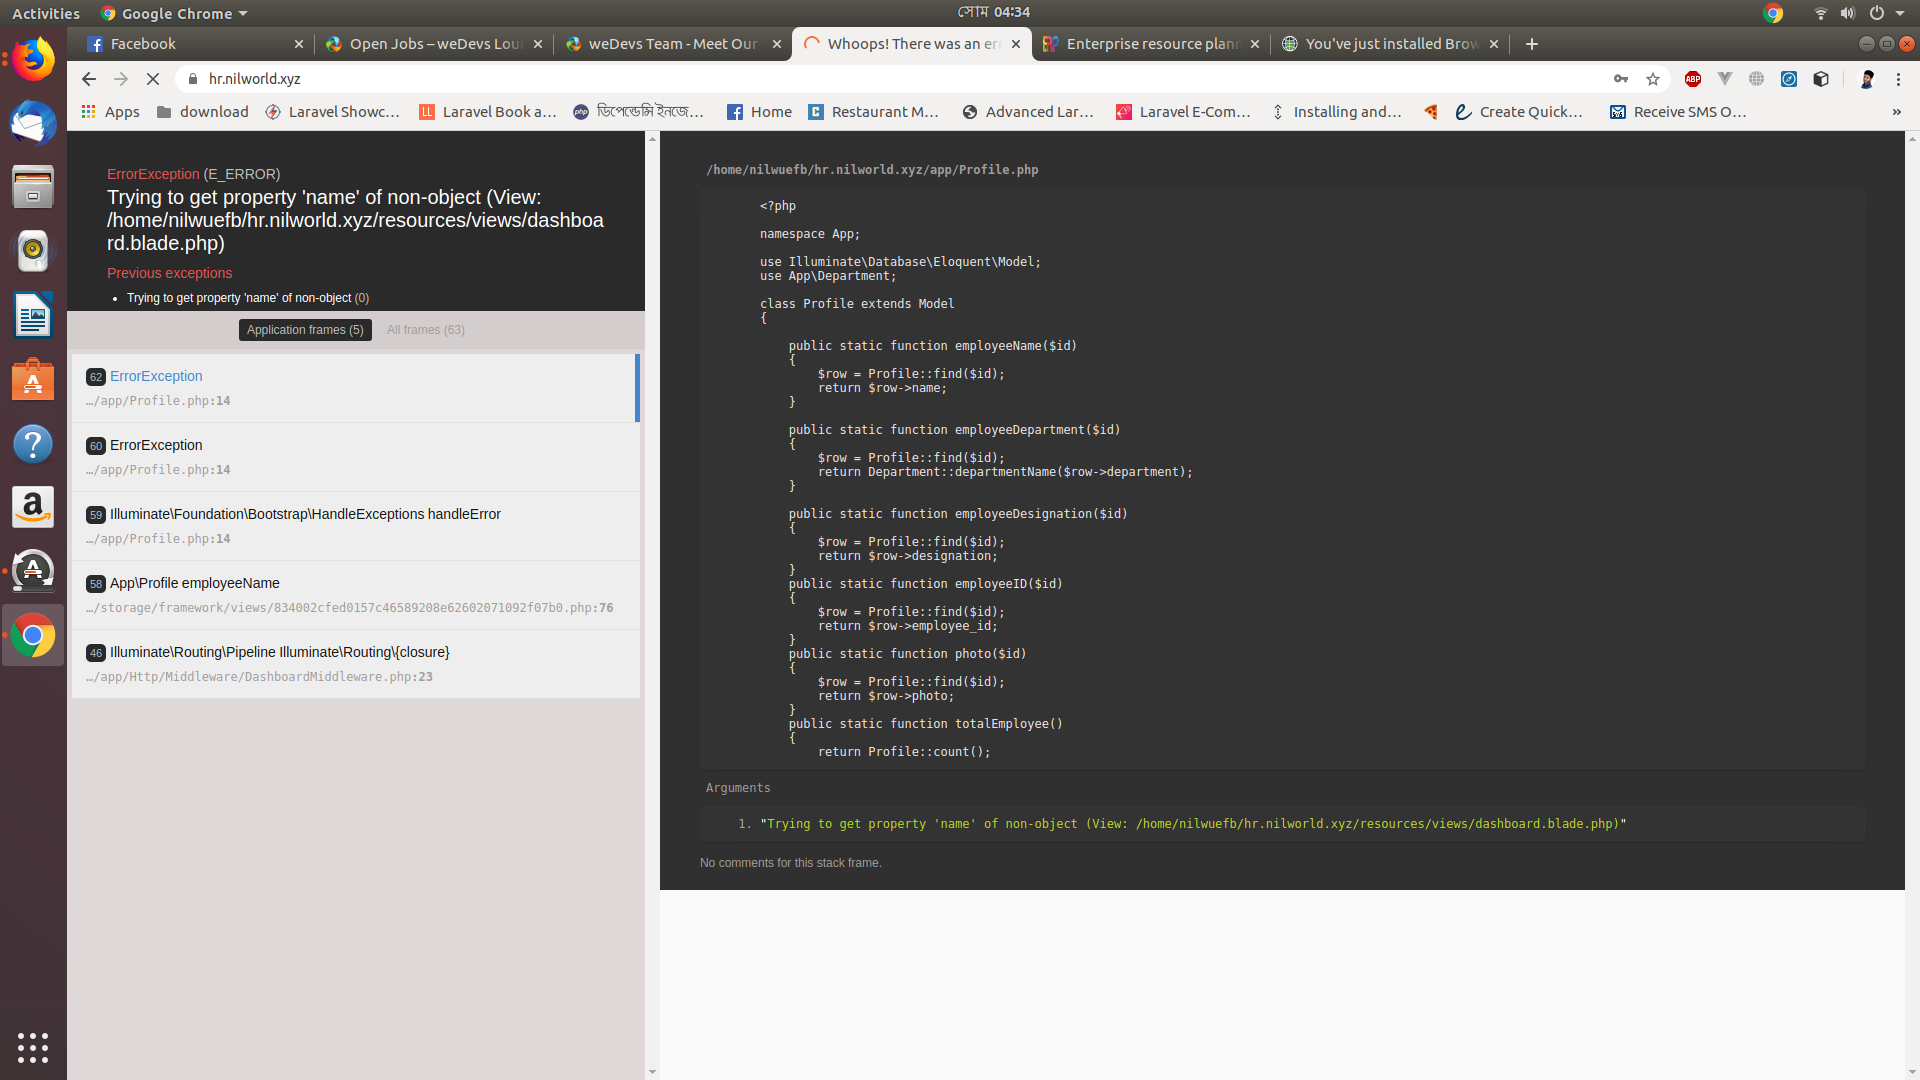 Activities Google Chrome সোম 04:34
Facebook Open Jobs – weDevs Lou weDevs Team - Meet Our Whoops! There was an err Enterprise resource plan You've just installed Brow
hr.nilworld.xyz ABP
Apps download Laravel Showc... Laravel Book a... ডিপেন্ডেন্সি ইনজে... Home Restaurant M... Advanced Lar... Laravel E-Com... Installing and... Create Quick... Receive SMS O... »
ErrorException (E_ERROR)
Trying to get property 'name' of non-object (View:
/home/nilwuefb/hr.nilworld.xyz/resources/views/dashboa
rd.blade.php)
Previous exceptions
• Trying to get property 'name' of non-object (0)
Application frames (5) All frames (63)
62 ErrorException
…/app/Profile.php:14
60 ErrorException
…/app/Profile.php:14
59 Illuminate\Foundation\Bootstrap\HandleExceptions handleError
…/app/Profile.php:14
58 App\Profile employeeName
…/storage/framework/views/834002cfed0157c46589208e62602071092f07b0.php:76
46 Illuminate\Routing\Pipeline Illuminate\Routing\{closure}
…/app/Http/Middleware/DashboardMiddleware.php:23
/home/nilwuefb/hr.nilworld.xyz/app/Profile.php
<?php
namespace App;
use Illuminate\Database\Eloquent\Model;
use App\Department;
class Profile extends Model
{
public static function employeeName($id)
{
$row = Profile::find($id);
return $row->name;
}
public static function employeeDepartment($id)
{
$row = Profile::find($id);
return Department::departmentName($row->department);
}
public static function employeeDesignation($id)
{
$row = Profile::find($id);
return $row->designation;
}
public static function employeeID($id)
{
$row = Profile::find($id);
return $row->employee_id;
}
public static function photo($id)
{
$row = Profile::find($id);
return $row->photo;
}
public static function totalEmployee()
{
return Profile::count();
Arguments
1. "Trying to get property 'name' of non-object (View: /home/nilwuefb/hr.nilworld.xyz/resources/views/dashboard.blade.php)"
No comments for this stack frame.